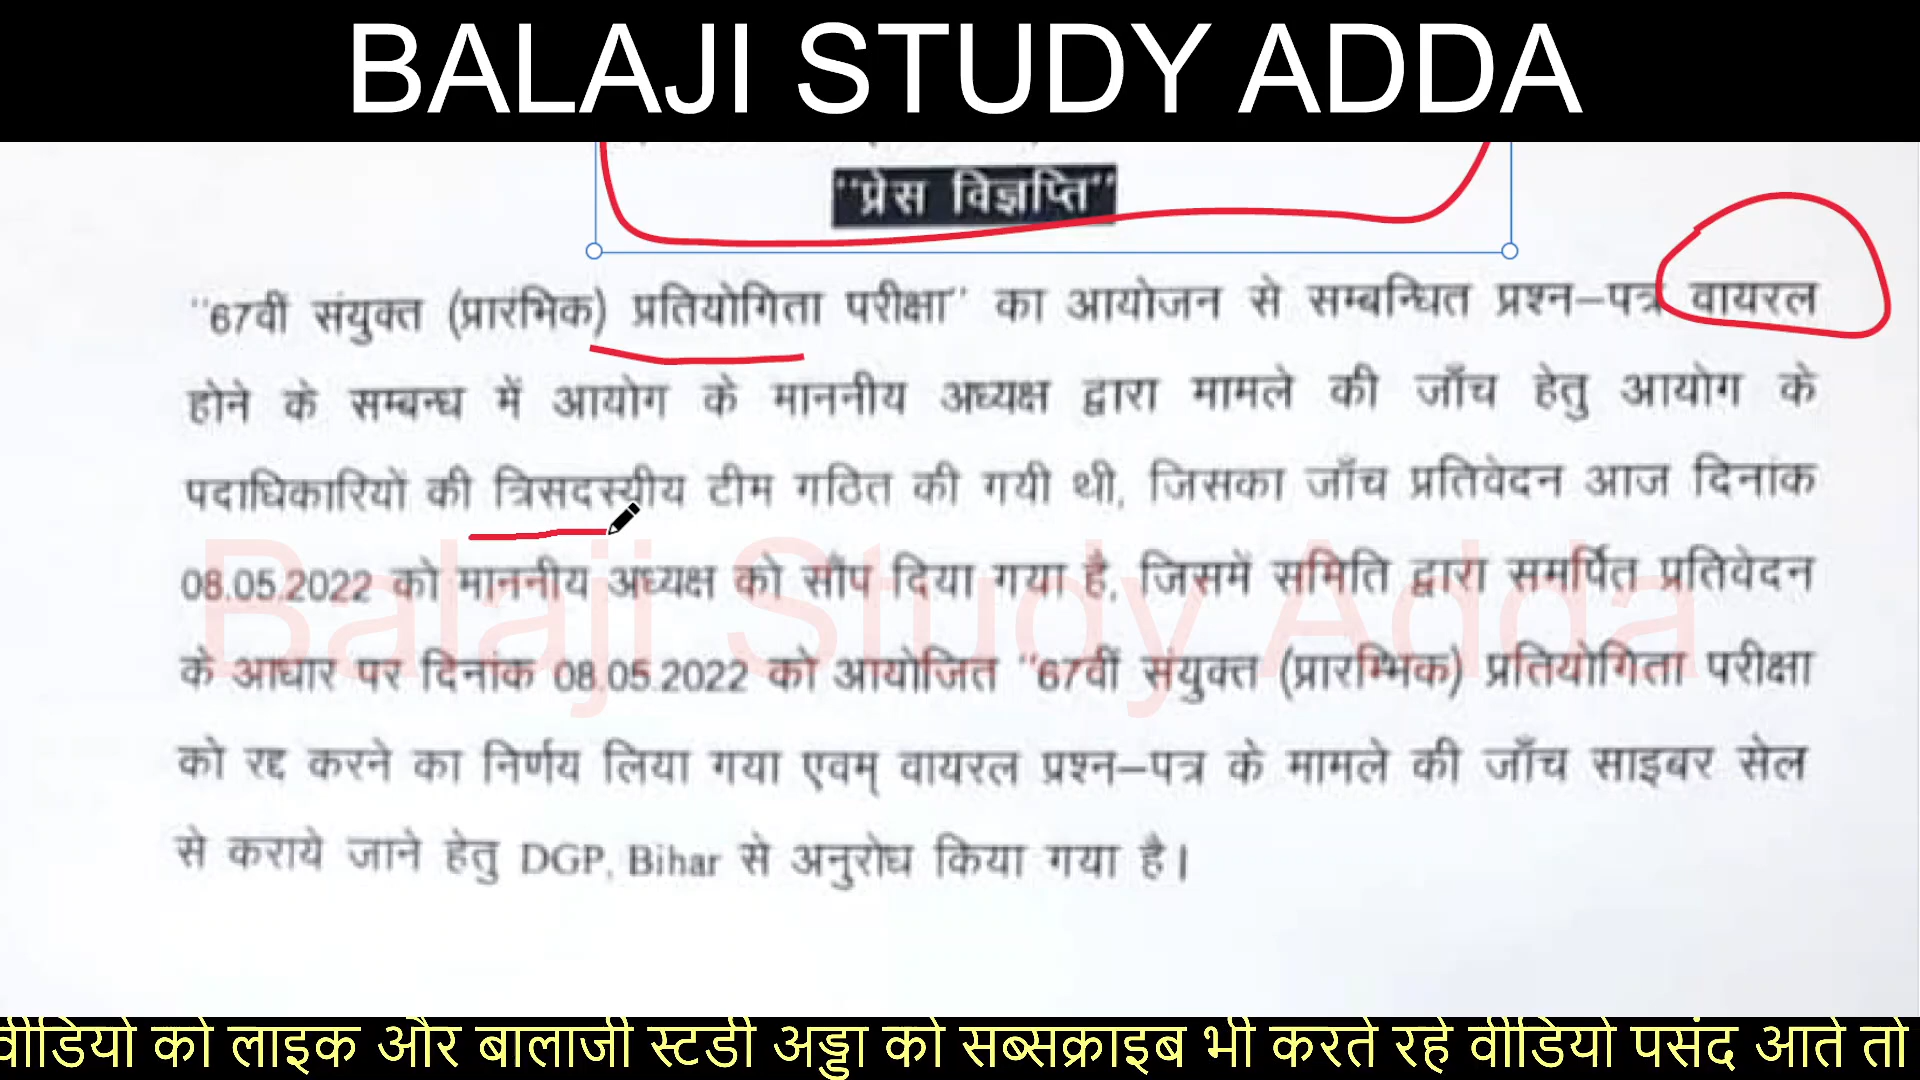 BALAJI STUDY ADDA
"प्रेस विज्ञप्ति"
"67वीं संयुक्त (प्रारंभिक) प्रतियोगिता परीक्षा" का आयोजन से सम्बन्धित प्रश्न–पत्र वायरल
होने के सम्बन्ध में आयोग के माननीय अध्यक्ष द्वारा मामले की जाँच हेतु आयोग के
पदाधिकारियों की त्रिसदस्यीय टीम गठित की गयी थी, जिसका जाँच प्रतिवेदन आज दिनांक
08.05.2022 को माननीय अध्यक्ष को सौंप दिया गया है, जिसमें समिति द्वारा समर्पित प्रतिवेदन
Balaji Study Adda
के आधार पर दिनांक 08.05.2022 को आयोजित "67वीं संयुक्त (प्रारम्भिक) प्रतियोगिता परीक्षा
को रद्द करने का निर्णय लिया गया एवम् वायरल प्रश्न–पत्र के मामले की जाँच साइबर सेल
से कराये जाने हेतु DGP, Bihar से अनुरोध किया गया है।
वीडियो को लाइक और बालाजी स्टडी अड्डा को सब्सक्राइब भी करते रहे वीडियो पसंद आते तो